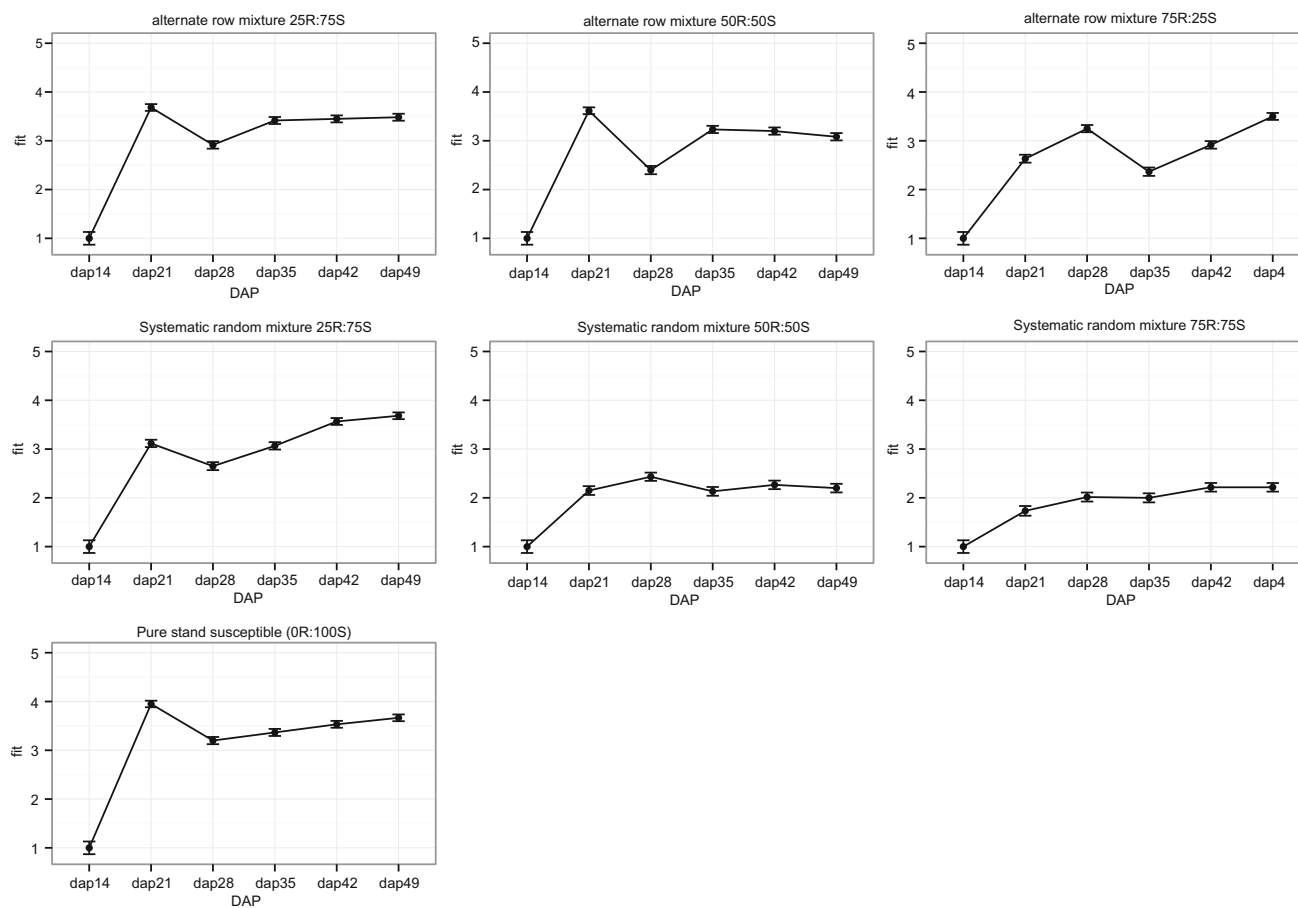 alternate row mixture 25R:75S
5
4
3
2
1
fit
dap14 dap21 dap28 dap35 dap42 dap49
DAP
alternate row mixture 50R:50S
5
4
3
2
1
fit
dap14 dap21 dap28 dap35 dap42 dap49
DAP
alternate row mixture 75R:25S
5
4
3
2
1
fit
dap14 dap21 dap28 dap35 dap42 dap4
DAP
Systematic random mixture 25R:75S
5
4
3
2
1
fit
dap14 dap21 dap28 dap35 dap42 dap49
DAP
Systematic random mixture 50R:50S
5
4
3
2
1
fit
dap14 dap21 dap28 dap35 dap42 dap49
DAP
Systematic random mixture 75R:75S
5
4
3
2
1
fit
dap14 dap21 dap28 dap35 dap42 dap4
DAP
Pure stand susceptible (0R:100S)
5
4
3
2
1
fit
dap14 dap21 dap28 dap35 dap42 dap49
DAP